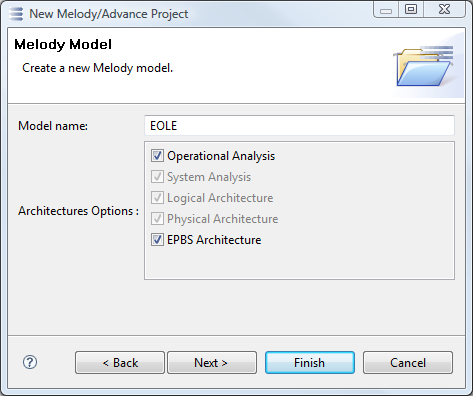 New Melody/Advance Project
Melody Model
Create a new Melody model.
Model name:
EOLE
Architectures Options :
Operational Analysis
System Analysis
Logical Architecture
Physical Architecture
EPBS Architecture
?
< Back
Next >
Finish
Cancel